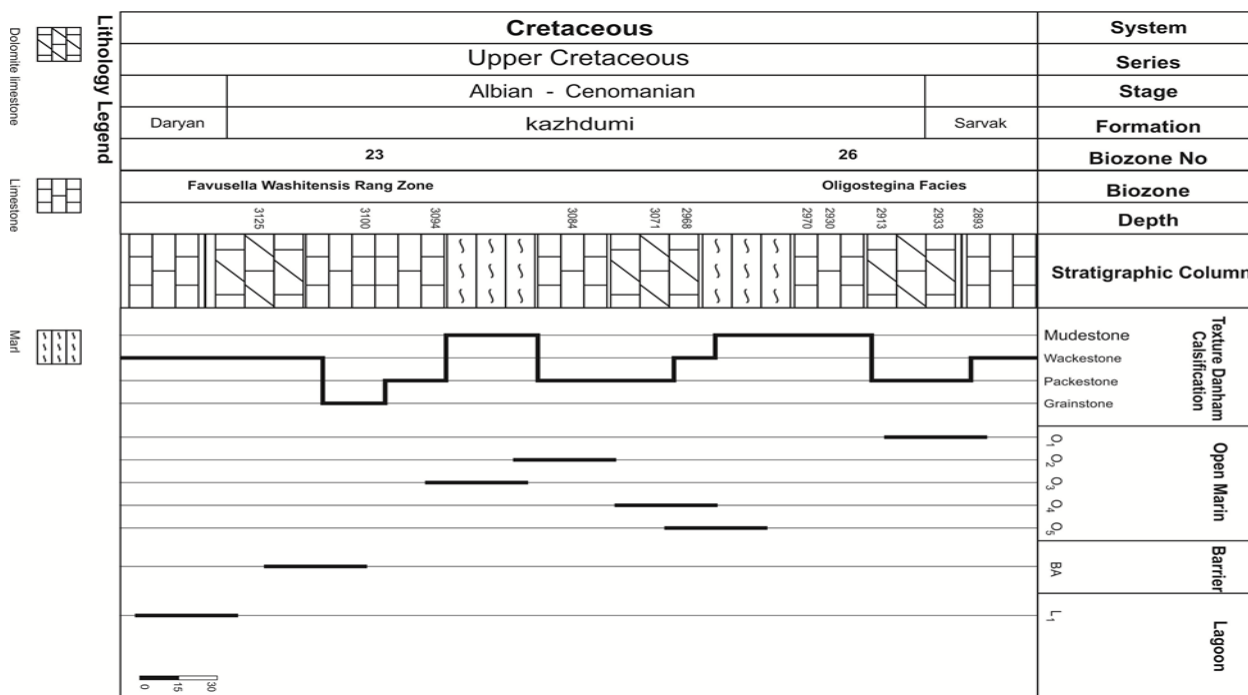 Cretaceous
System
Upper Cretaceous
Series
Albian - Cenomanian
Stage
Daryan
kazhdumi
Sarvak
Formation
23
26
Biozone No
Favusella Washitensis Rang Zone
Oligostegina Facies
Biozone
3125
3100
3094
3084
3071
2968
2970
2930
2913
2933
2893
Depth
Stratigraphic Column
Mudestone
Wackestone
Packestone
Grainstone
Texture Danham
Calsification
O1
O2
O3
O4
O5
Open Marin
BA
Barrier
L1
Lagoon
0
15
30
Lithology Legend
Dolomite limestone
Limestone
Marl